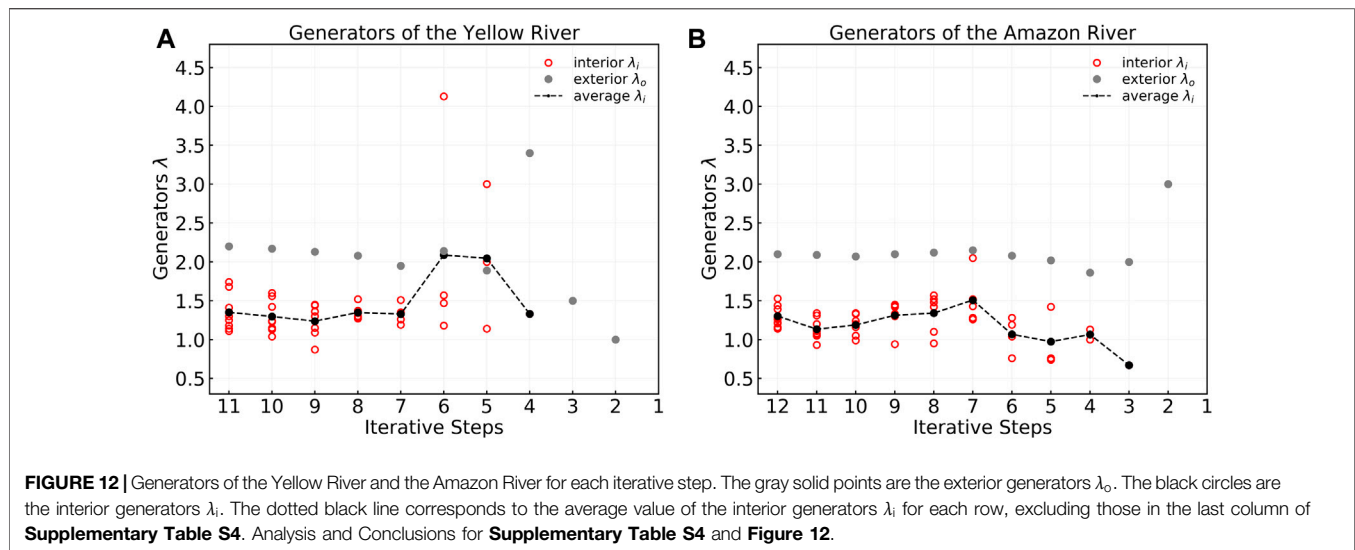 A
Generators of the Yellow River
interior λi
exterior λo
average λi
4.5
4.0
3.5
3.0
2.5
2.0
1.5
1.0
0.5
Generators λ
11 10 9 8 7 6 5 4 3 2 1
Iterative Steps
B
Generators of the Amazon River
interior λi
exterior λo
average λi
4.5
4.0
3.5
3.0
2.5
2.0
1.5
1.0
0.5
12 11 10 9 8 7 6 5 4 3 2 1
Iterative Steps
FIGURE 12 | Generators of the Yellow River and the Amazon River for each iterative step. The gray solid points are the exterior generators λo. The black circles are
the interior generators λi. The dotted black line corresponds to the average value of the interior generators λi for each row, excluding those in the last column of
Supplementary Table S4. Analysis and Conclusions for Supplementary Table S4 and Figure 12.